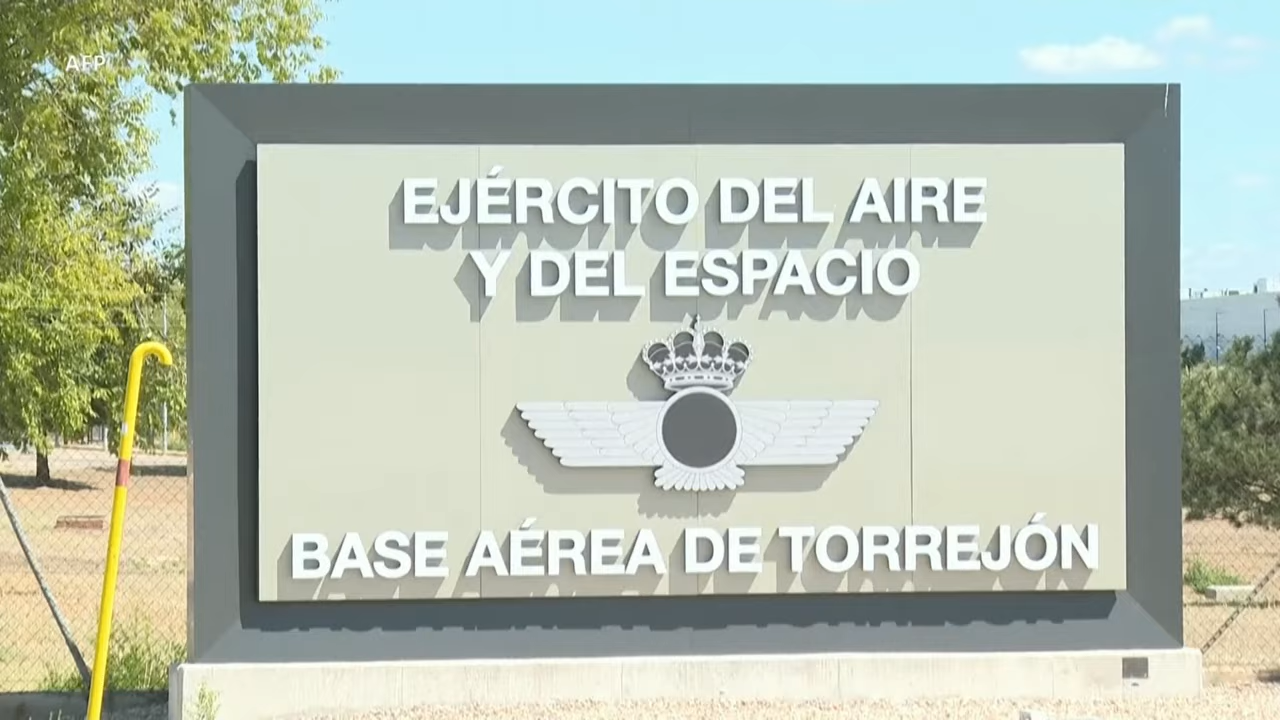 AFP
EJÉRCITO DEL AIRE
Y DEL ESPACIO
BASE AÉREA DE TORREJÓN